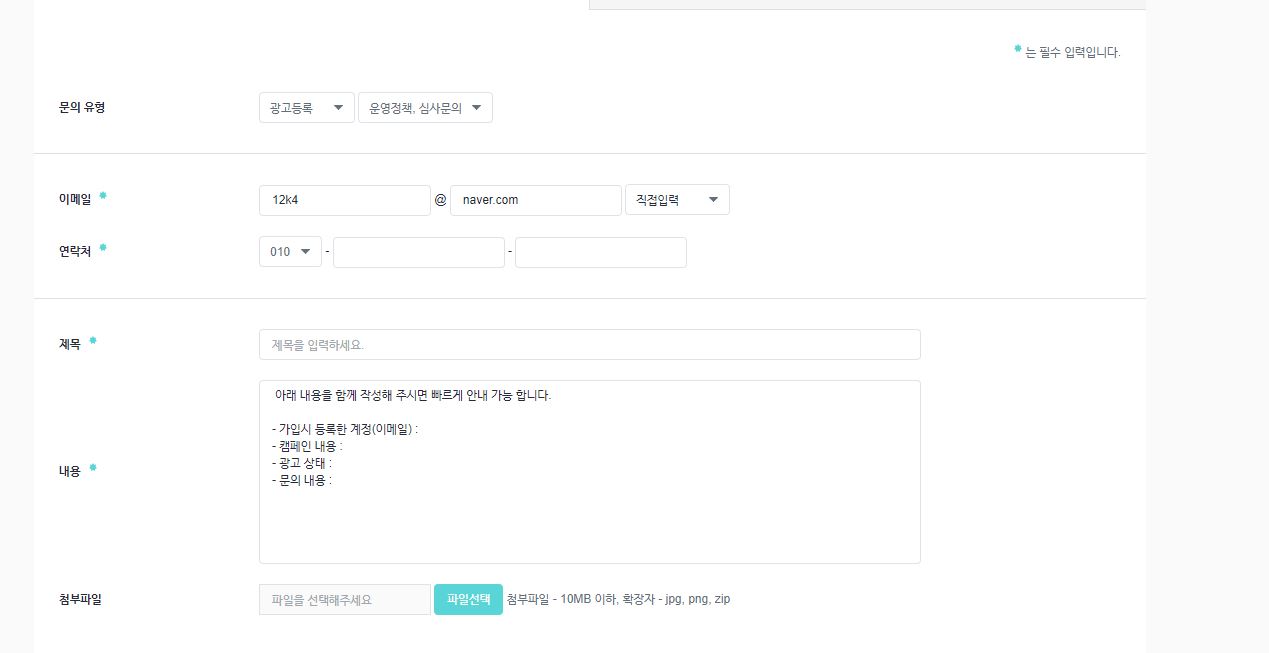 * 는 필수 입력입니다.
문의 유형 광고등록 운영정책, 심사문의
이메일 * 12k4 @ naver.com 직접입력
연락처 * 010 - -
제목 * 제목을 입력하세요.
아래 내용을 함께 작성해 주시면 빠르게 안내 가능 합니다.
- 가입시 등록한 계정(이메일) :
- 캠페인 내용 :
- 광고 상태 :
내용 *
- 문의 내용 :
첨부파일 파일을 선택해주세요 파일선택 첨부파일 - 10MB 이하, 확장자 - jpg, png, zip